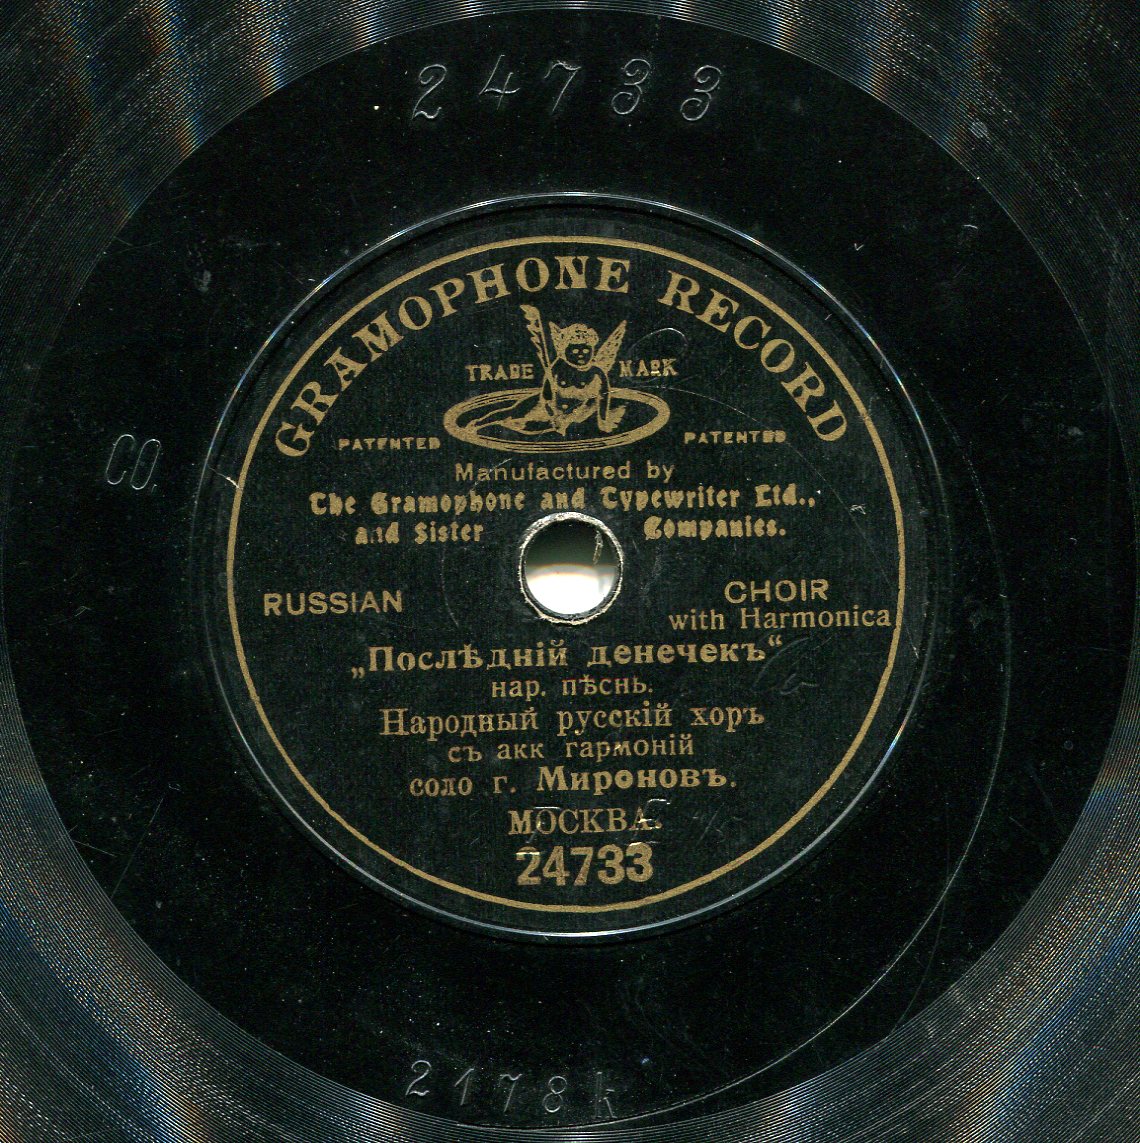 24733
GRAMOPHONE RECORD
TRADE MARK
PATENTED PATENTED
Manufactured by
The Gramophone and Typewriter Ltd.,
and Sister Companies.
CO.
RUSSIAN CHOIR
with Harmonica
„Послѣднiй денечекъ“
нар. пѣснь.
Народный русскiй хоръ
съ акк гармонiй
соло г. Мироновъ.
МОСКВА.
24733
2178k